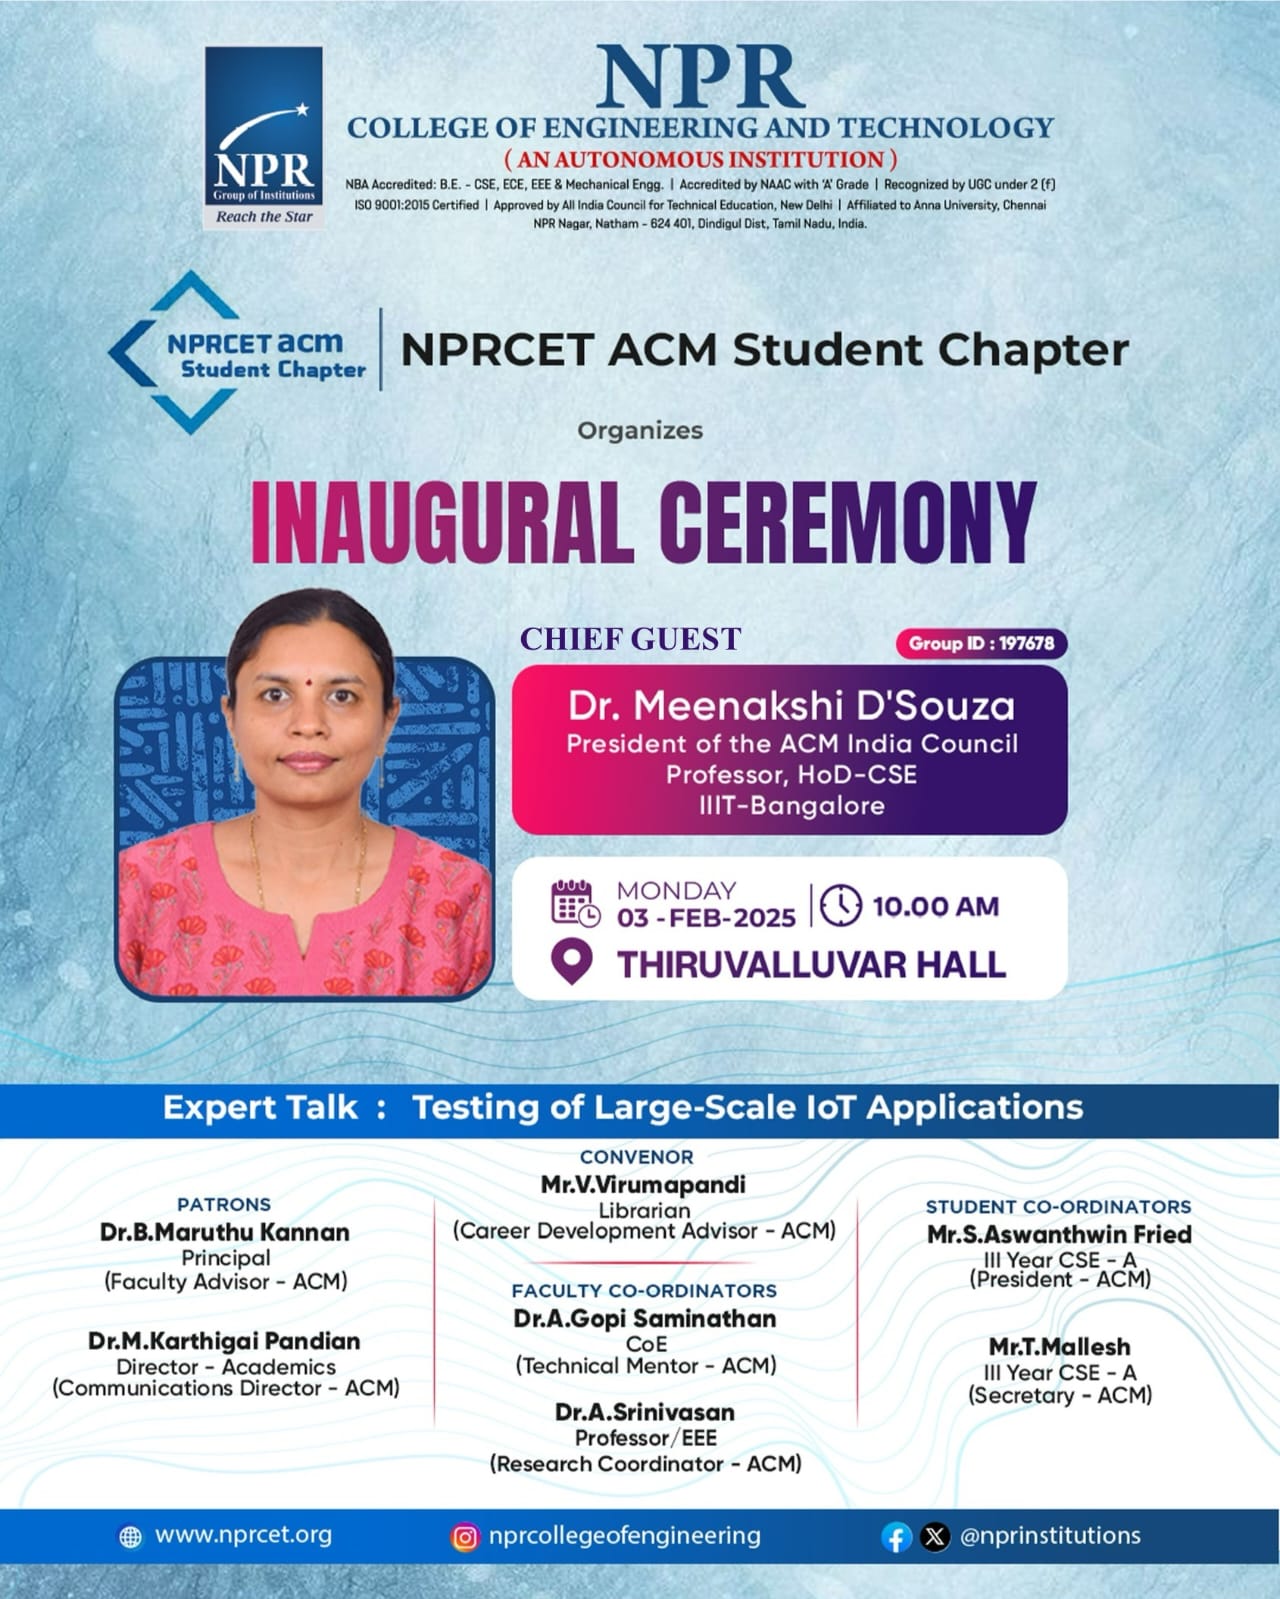 NPR
Group of Institutions
Reach the Star
NPR
COLLEGE OF ENGINEERING AND TECHNOLOGY
( AN AUTONOMOUS INSTITUTION )
NBA Accredited: B.E. - CSE, ECE, EEE & Mechanical Engg. | Accredited by NAAC with 'A' Grade | Recognized by UGC under 2 (f)
ISO 9001:2015 Certified | Approved by All India Council for Technical Education, New Delhi | Affiliated to Anna University, Chennai
NPR Nagar, Natham - 624 401, Dindigul Dist, Tamil Nadu, India.
NPRCET acm
Student Chapter
NPRCET ACM Student Chapter
Organizes
INAUGURAL CEREMONY
CHIEF GUEST
Group ID : 197678
Dr. Meenakshi D'Souza
President of the ACM India Council
Professor, HoD-CSE
IIIT-Bangalore
MONDAY
03 -FEB-2025 | 10.00 AM
THIRUVALLUVAR HALL
Expert Talk : Testing of Large-Scale IoT Applications
PATRONS
Dr.B.Maruthu Kannan
Principal
(Faculty Advisor - ACM)
Dr.M.Karthigai Pandian
Director - Academics
(Communications Director - ACM)
CONVENOR
Mr.V.Virumapandi
Librarian
(Career Development Advisor - ACM)
FACULTY CO-ORDINATORS
Dr.A.Gopi Saminathan
CoE
(Technical Mentor - ACM)
Dr.A.Srinivasan
Professor/EEE
(Research Coordinator - ACM)
STUDENT CO-ORDINATORS
Mr.S.Aswanthwin Fried
III Year CSE - A
(President - ACM)
Mr.T.Mallesh
III Year CSE - A
(Secretary - ACM)
www.nprcet.org
nprcollegeofengineering
@nprinstitutions